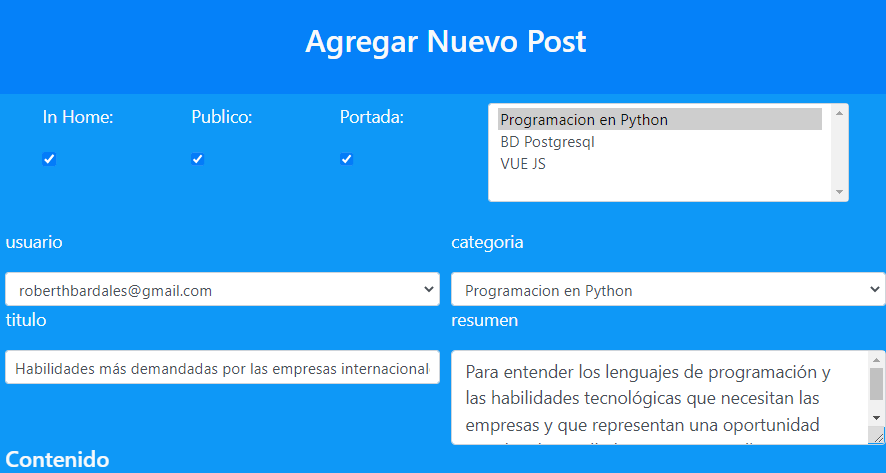 Agregar Nuevo Post
In Home:
Publico:
Portada:
Programacion en Python
BD Postgresql
VUE JS
usuario
categoria
roberthbardales@gmail.com
Programacion en Python
titulo
resumen
Habilidades más demandadas por las empresas internacional
Para entender los lenguajes de programación y
las habilidades tecnológicas que necesitan las
empresas y que representan una oportunidad
Contenido